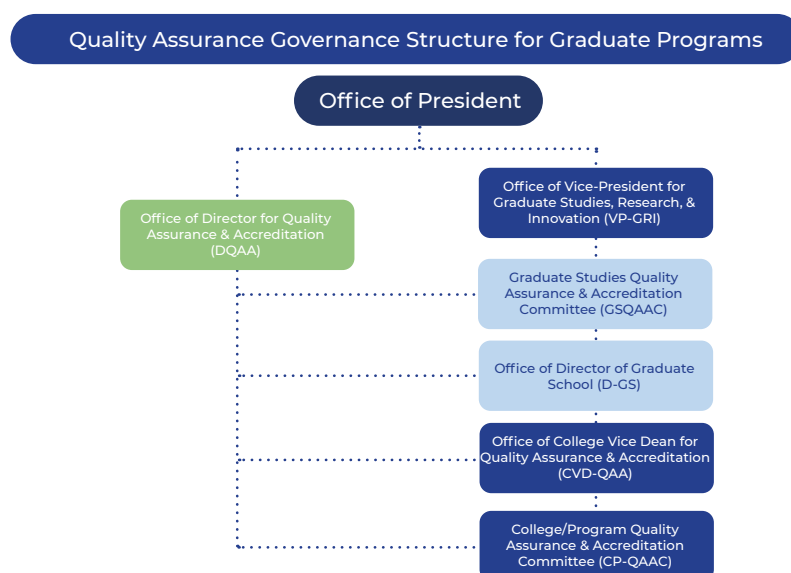 Quality Assurance Governance Structure for Graduate Programs
Office of President
Office of Director for Quality
Assurance & Accreditation
(DQAA)
Office of Vice-President for
Graduate Studies, Research, &
Innovation (VP-GRI)
Graduate Studies Quality
Assurance & Accreditation
Committee (GSQAAC)
Office of Director of Graduate
School (D-GS)
Office of College Vice Dean for
Quality Assurance & Accreditation
(CVD-QAA)
College/Program Quality
Assurance & Accreditation
Committee (CP-QAAC)